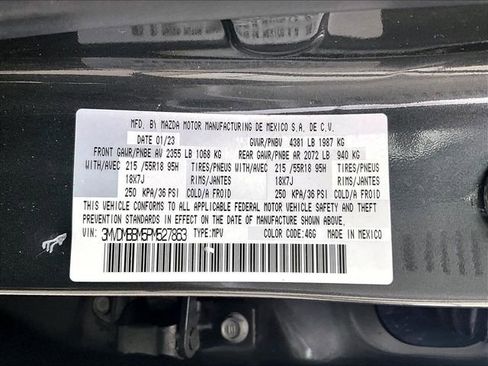 MFD. BY MAZDA MOTOR MANUFACTURING DE MEXICO S.A. DE C.V.
DATE 01/23 GVWR/PNBV 4381 LB 1987 KG
FRONT GAWR/PNBE AV 2355 LB 1068 KG REAR GAWR/PNBE AR 2072 LB 940 KG
WITH/AVEC 215 /55R18 95H TIRES/PNEUS WITH/AVEC 215 /55R18 95H TIRES/PNEUS
18X7J RIMS/JANTES 18X7J RIMS/JANTES
250 KPA/36 PSI COLD/A FROID 250 KPA/36 PSI COLD/A FROID
THIS VEHICLE CONFORMS TO ALL APPLICABLE FEDERAL MOTOR VEHICLE SAFETY AND THEFT
PREVENTION STANDARDS IN EFFECT ON THE DATE OF MANUFACTURE SHOWN ABOVE.
VIN: 3MVDMBBM5PM527863 TYPE:MPV COLOR CODE:46G MADE IN MEXICO